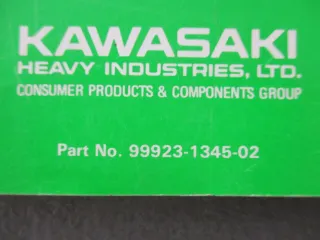 KAWASAKI
HEAVY INDUSTRIES, LTD.
CONSUMER PRODUCTS & COMPONENTS GROUP
Part No. 99923-1345-02